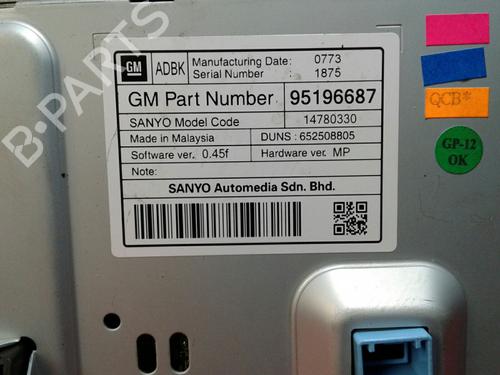 GM
ADBK
Manufacturing Date: 0773
Serial Number : 1875
GM Part Number 95196687
SANYO Model Code 14780330
Made in Malaysia DUNS : 652508805
Software ver. 0.45f Hardware ver. MP
Note:
SANYO Automedia Sdn. Bhd.
QCB*
GP-12
OK
B-PARTS